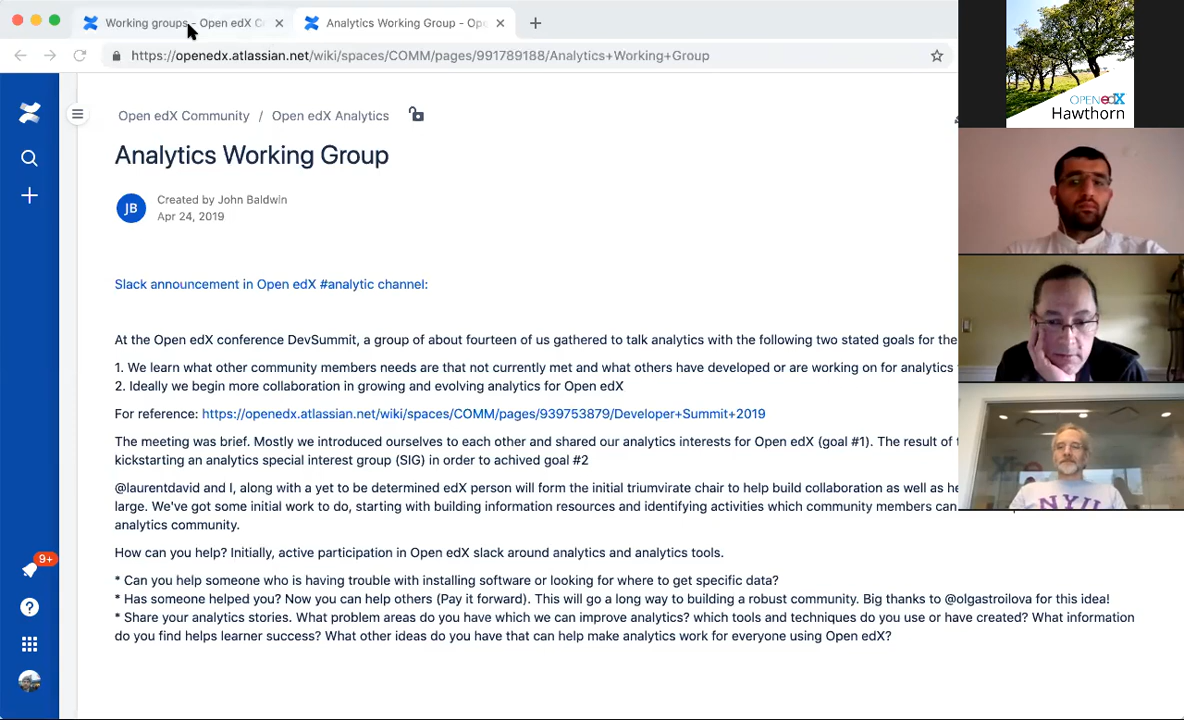 Working groups - Open edX C
Analytics Working Group - Ope
https://openedx.atlassian.net/wiki/spaces/COMM/pages/991789188/Analytics+Working+Group
OPEN edX
Hawthorn
Open edX Community / Open edX Analytics
Analytics Working Group
JB
Created by John Baldwin
Apr 24, 2019
Slack announcement in Open edX #analytic channel:
At the Open edX conference DevSummit, a group of about fourteen of us gathered to talk analytics with the following two stated goals for the
1. We learn what other community members needs are that not currently met and what others have developed or are working on for analytics
2. Ideally we begin more collaboration in growing and evolving analytics for Open edX
For reference: https://openedx.atlassian.net/wiki/spaces/COMM/pages/939753879/Developer+Summit+2019
The meeting was brief. Mostly we introduced ourselves to each other and shared our analytics interests for Open edX (goal #1). The result of
kickstarting an analytics special interest group (SIG) in order to achived goal #2
@laurentdavid and I, along with a yet to be determined edX person will form the initial triumvirate chair to help build collaboration as well as
large. We've got some initial work to do, starting with building information resources and identifying activities which community members can
analytics community.
How can you help? Initially, active participation in Open edX slack around analytics and analytics tools.
* Can you help someone who is having trouble with installing software or looking for where to get specific data?
* Has someone helped you? Now you can help others (Pay it forward). This will go a long way to building a robust community. Big thanks to @olgastroilova for this idea!
* Share your analytics stories. What problem areas do you have which we can improve analytics? which tools and techniques do you use or have created? What information
do you find helps learner success? What other ideas do you have that can help make analytics work for everyone using Open edX?
9+
NYU